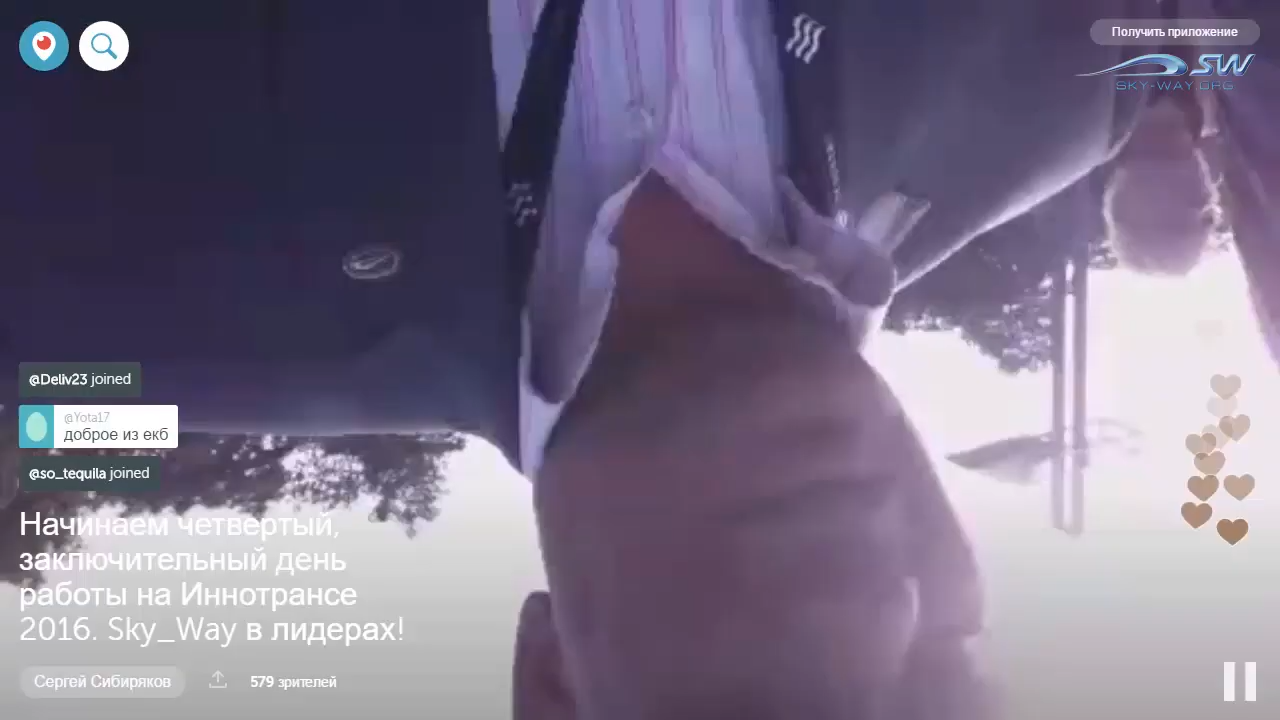 Получить приложение
SW
SKY-WAY.ORG
@Deliv23 joined
@Yota17
доброе из екб
@so_tequila joined
Начинаем четвертый,
заключительный день
работы на Иннотрансе
2016. Sky_Way в лидерах!
Сергей Сибиряков
579 зрителей